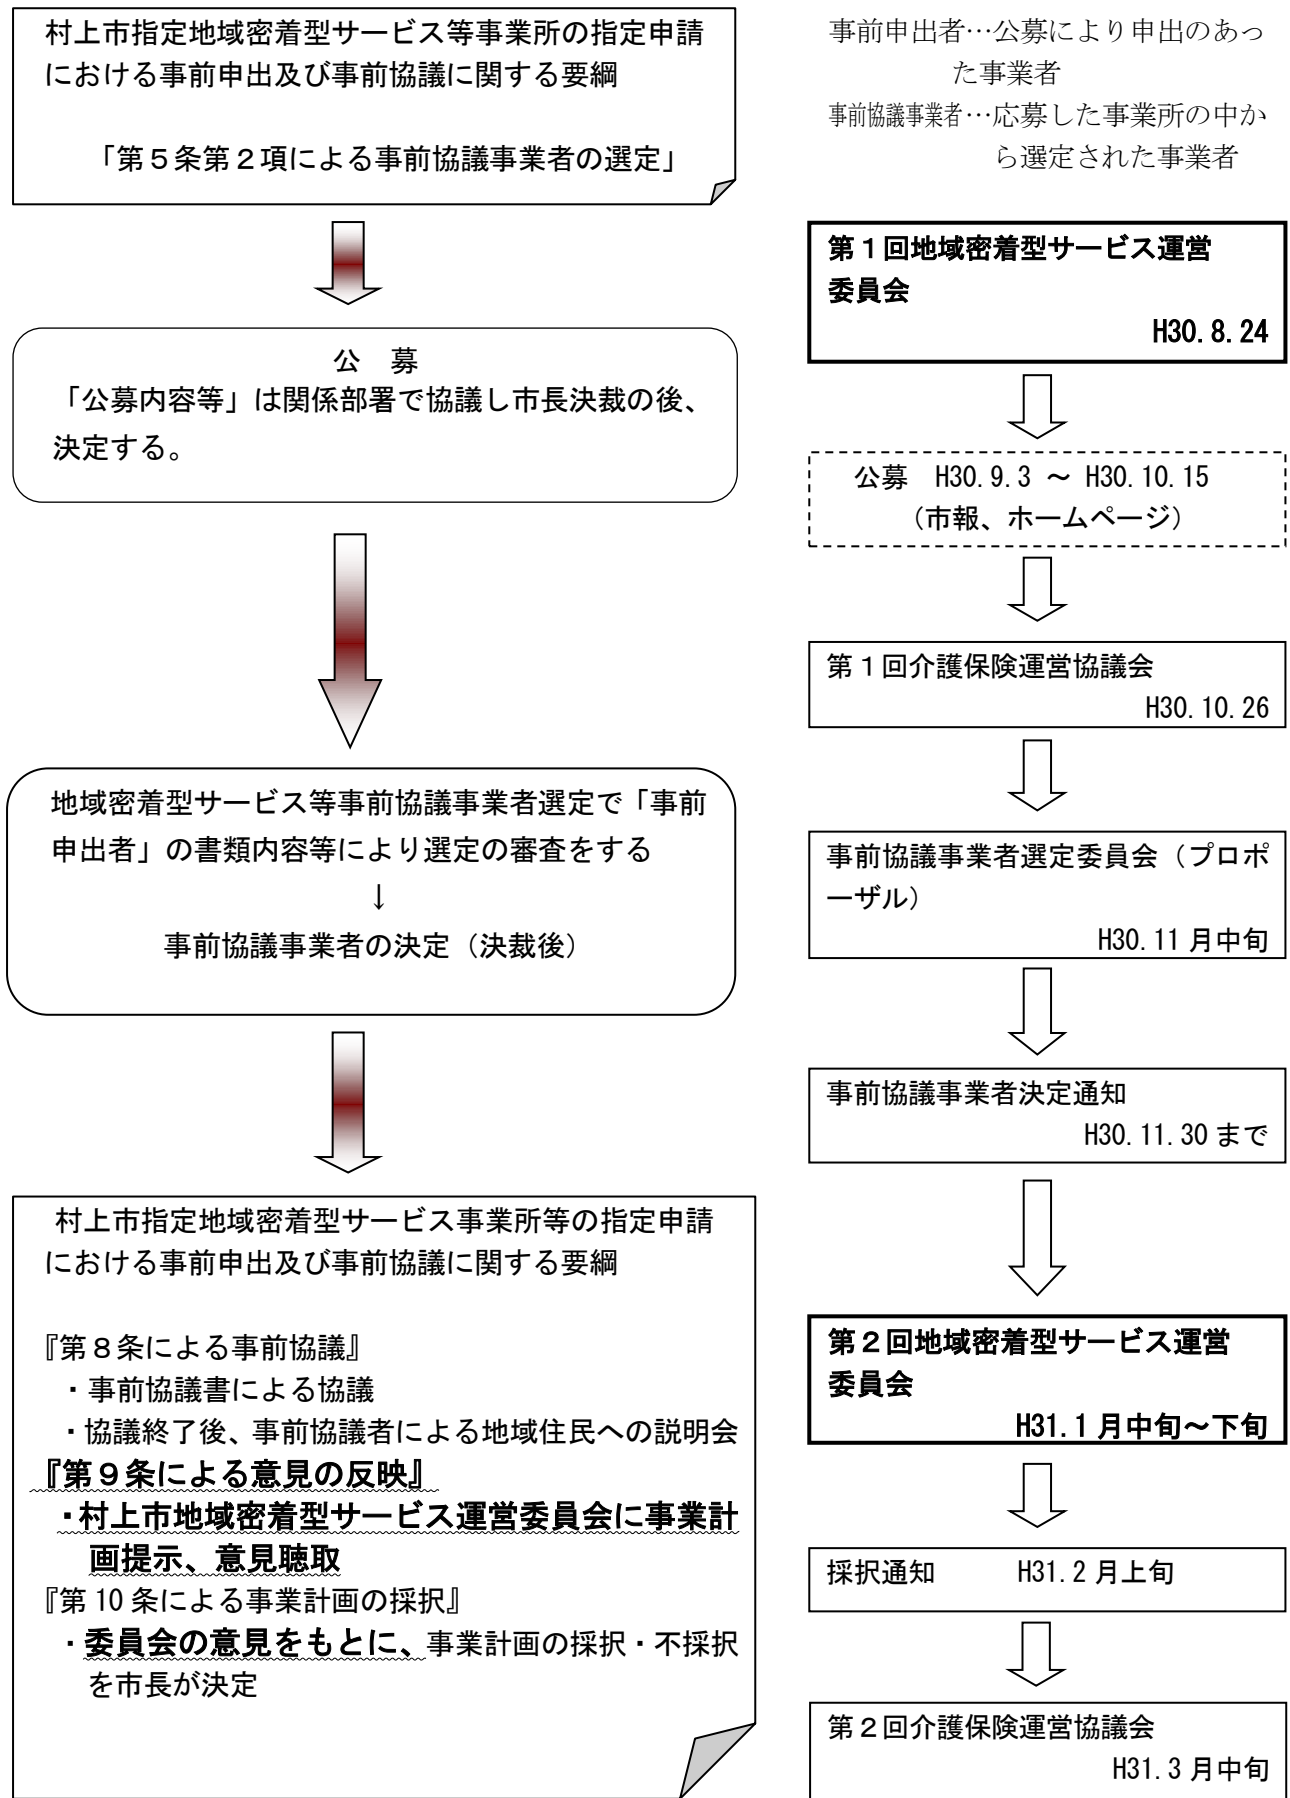 村上市指定地域密着型サービス等事業所の指定申請
における事前申出及び事前協議に関する要綱
「第５条第２項による事前協議事業者の選定」
公　募
「公募内容等」は関係部署で協議し市長決裁の後、
決定する。
地域密着型サービス等事前協議事業者選定で「事前
申出者」の書類内容等により選定の審査をする
↓
事前協議事業者の決定（決裁後）
村上市指定地域密着型サービス事業所等の指定申請
における事前申出及び事前協議に関する要綱
『第８条による事前協議』
・事前協議書による協議
・協議終了後、事前協議者による地域住民への説明会
『第９条による意見の反映』
・村上市地域密着型サービス運営委員会に事業計
画提示、意見聴取
『第 10 条による事業計画の採択』
・委員会の意見をもとに、事業計画の採択・不採択
を市長が決定
事前申出者…公募により申出のあっ
た事業者
事前協議事業者…応募した事業所の中か
ら選定された事業者
第１回地域密着型サービス運営
委員会
H30.8.24
公募　H30.9.3 ～ H30.10.15
（市報、ホームページ）
第１回介護保険運営協議会
H30.10.26
事前協議事業者選定委員会（プロポ
ーザル）
H30.11 月中旬
事前協議事業者決定通知
H30.11.30 まで
第２回地域密着型サービス運営
委員会
H31.1 月中旬～下旬
採択通知　　　H31.2 月上旬
第２回介護保険運営協議会
H31.3 月中旬